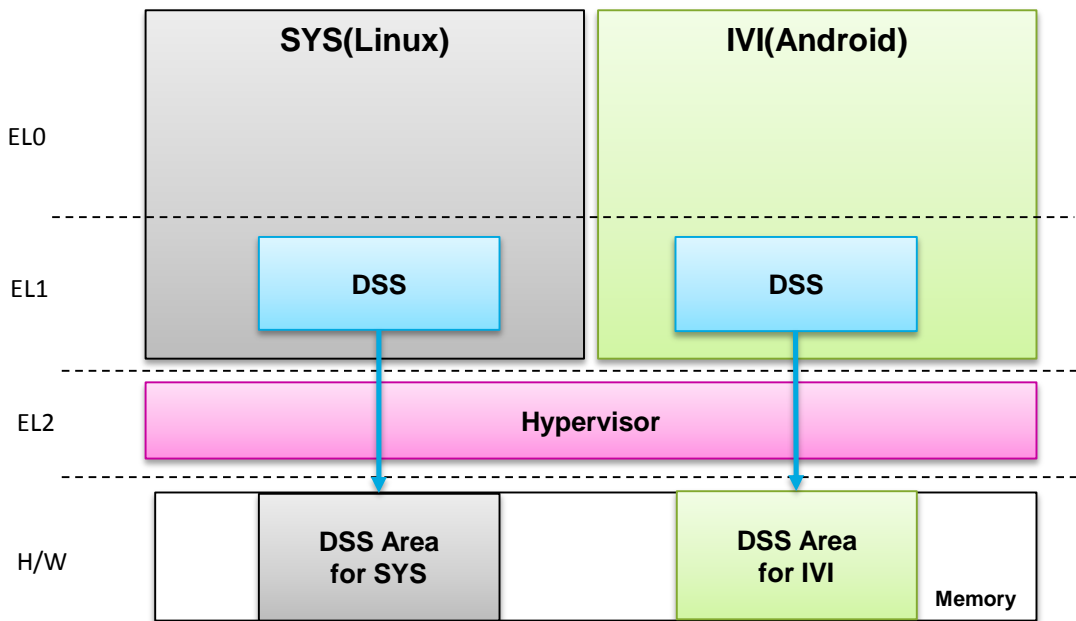 SYS(Linux)
IVI(Android)
EL0
EL1
DSS
DSS
EL2
Hypervisor
H/W
DSS Area
for SYS
DSS Area
for IVI
Memory